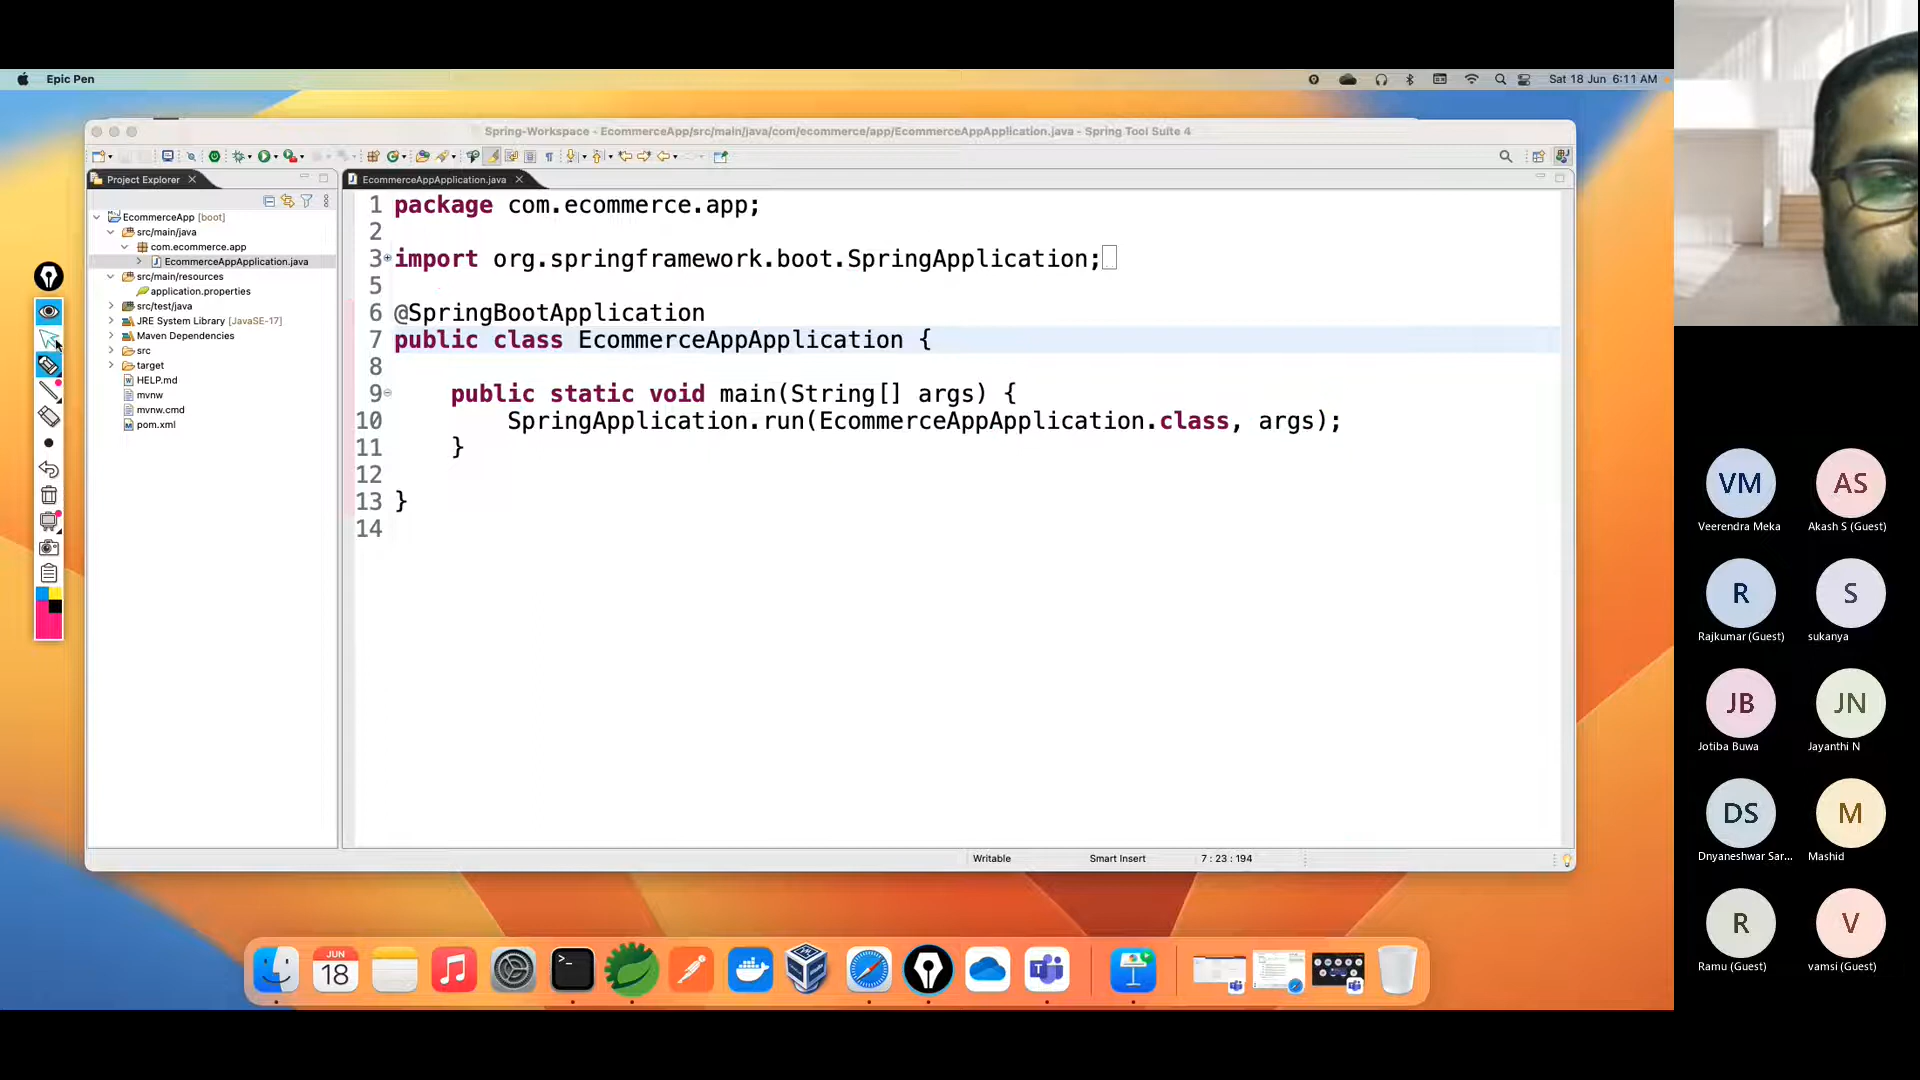 Epic Pen
Sat 18 Jun 6:11 AM
Spring-Workspace - EcommerceApp/src/main/java/com/ecommerce/app/EcommerceAppApplication.java - Spring Tool Suite 4
Project Explorer
EcommerceAppApplication.java
EcommerceApp [boot]
src/main/java
com.ecommerce.app
EcommerceAppApplication.java
src/main/resources
application.properties
src/test/java
JRE System Library [JavaSE-17]
Maven Dependencies
src
target
HELP.md
mvnw
mvnw.cmd
pom.xml
1 package com.ecommerce.app;
2
3 import org.springframework.boot.SpringApplication;
5
6 @SpringBootApplication
7 public class EcommerceAppApplication {
8
9 public static void main(String[] args) {
10 SpringApplication.run(EcommerceAppApplication.class, args);
11 }
12
13 }
14
Writable
Smart Insert
7 : 23 : 194
JUN
18
VM
Veerendra Meka
AS
Akash S (Guest)
R
Rajkumar (Guest)
S
sukanya
JB
Jotiba Buwa
JN
Jayanthi N
DS
Dnyaneshwar Sar...
M
Mashid
R
Ramu (Guest)
V
vamsi (Guest)